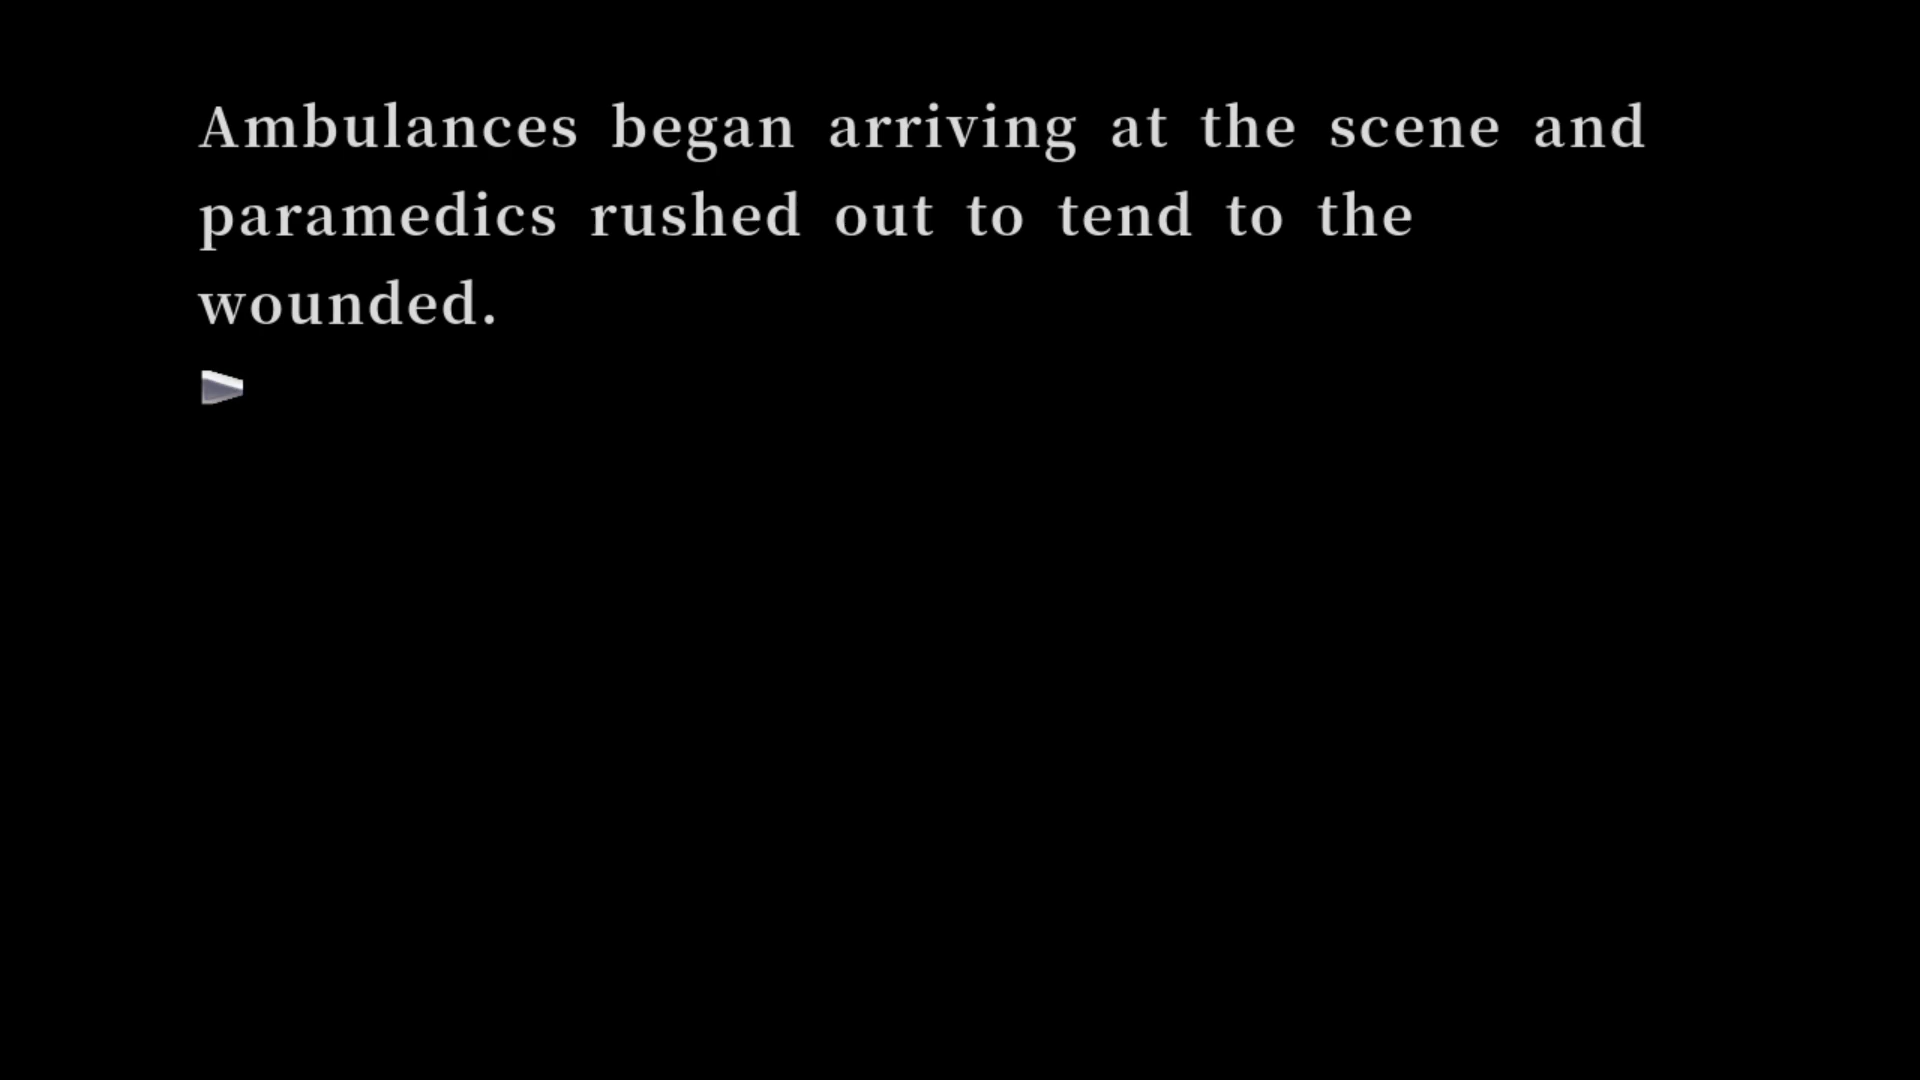 Ambulances began arriving at the scene and
paramedics rushed out to tend to the
wounded.